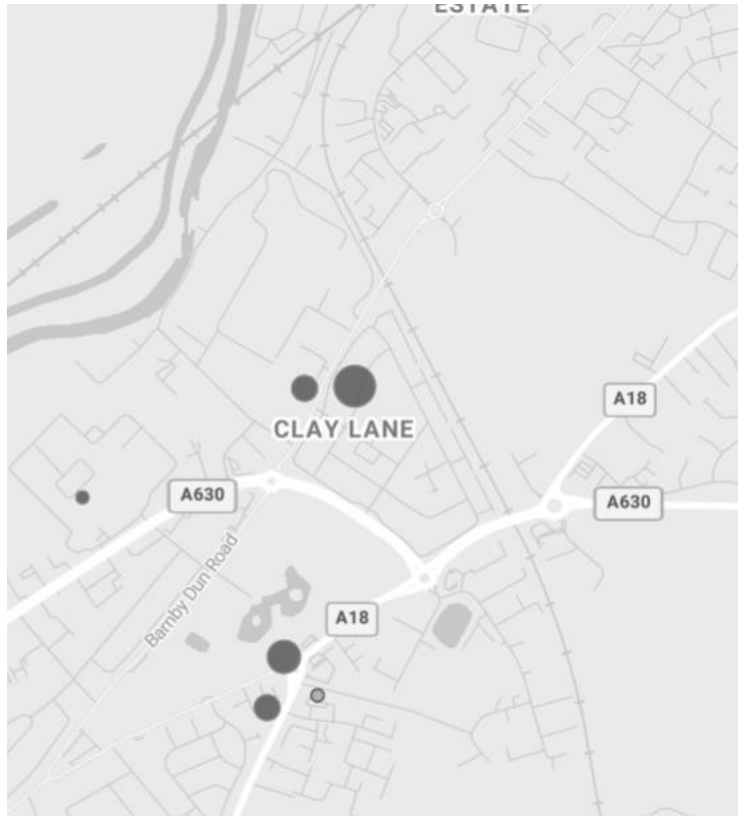 ESTATE
A18
CLAY LANE
A630
A630
Barnby Dun Road
A18